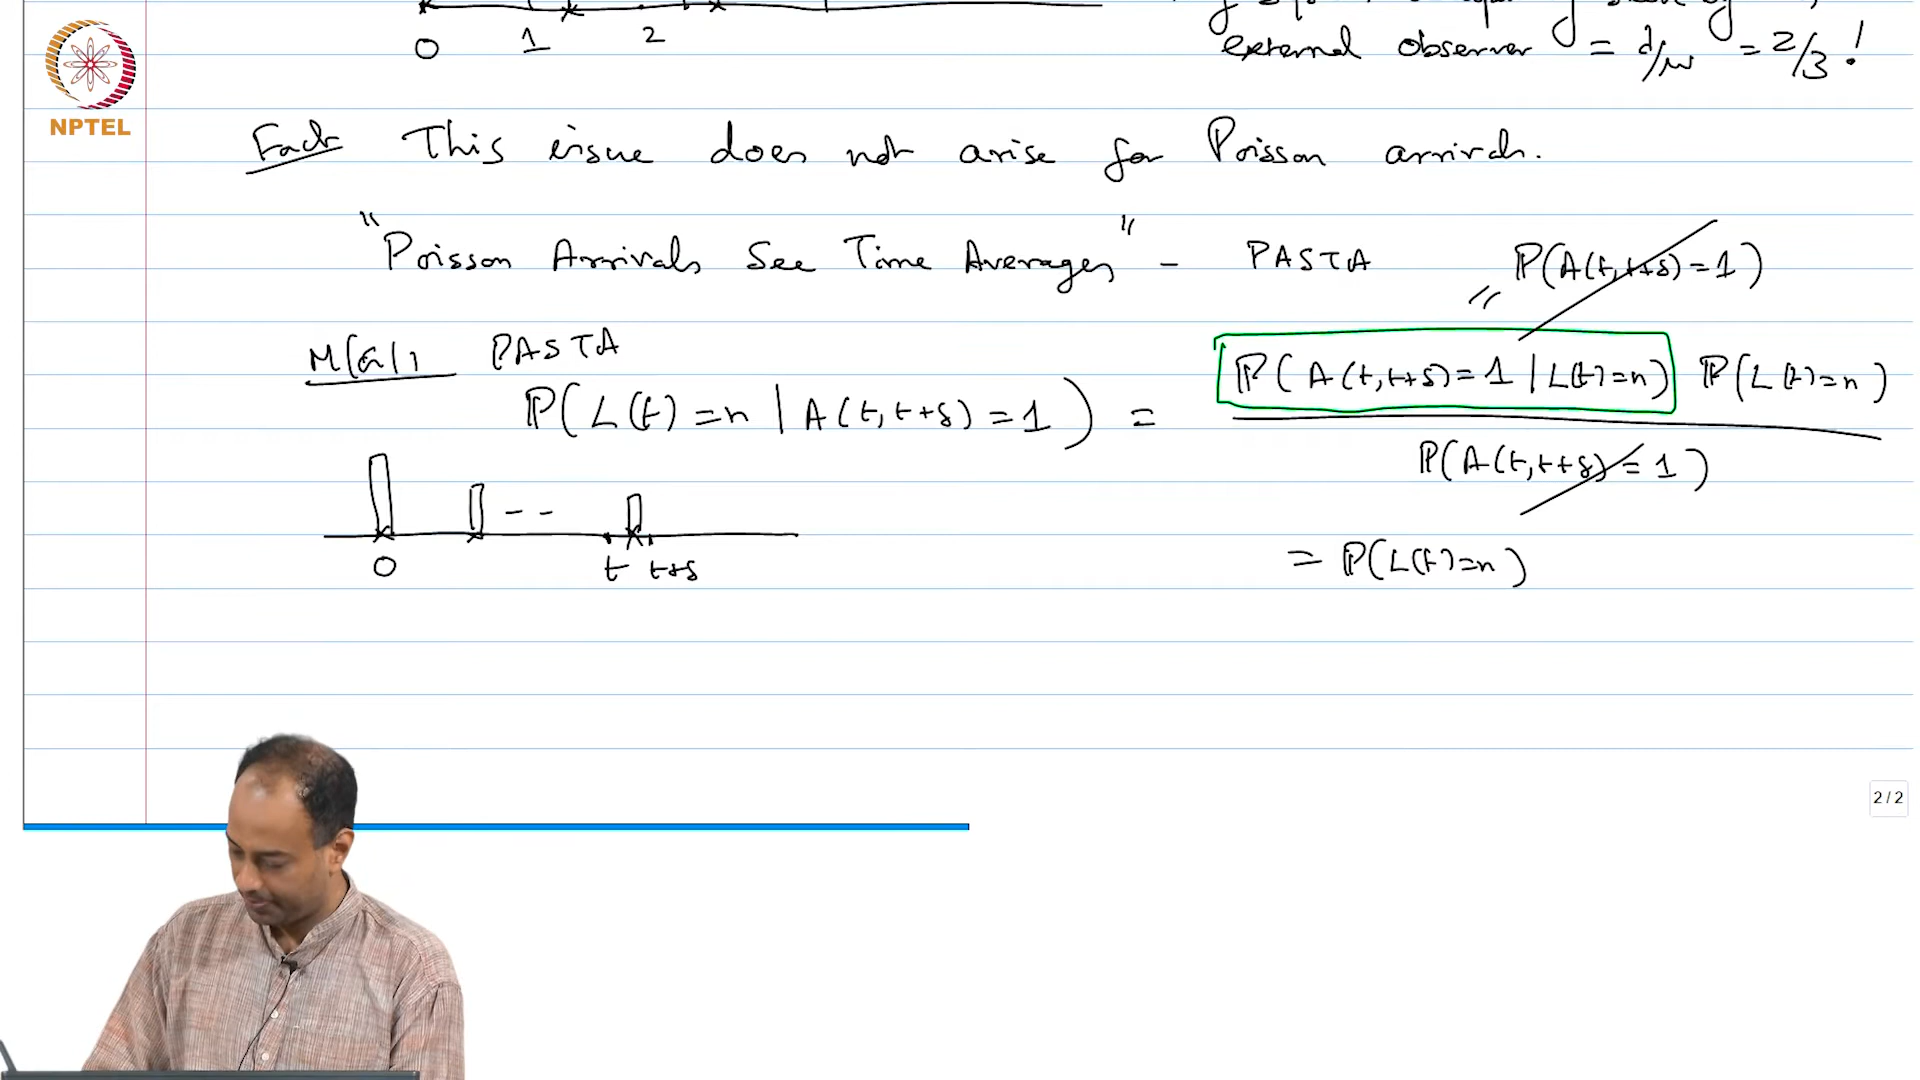 0 1 2
external observer = λ/μ = 2/3 !
NPTEL
Fact This issue does not arise for Poisson arrivals.
"Poisson Arrivals See Time Averages" - PASTA
ℙ(A(t,t+δ)=1)
=
M|G|1 PASTA
ℙ(A(t,t+δ)=1 | L(t)=n) ℙ(L(t)=n)
ℙ(L(t)=n | A(t,t+δ)=1) =
ℙ(A(t,t+δ)=1)
0 -- t t+δ
= ℙ(L(t)=n)
2 / 2